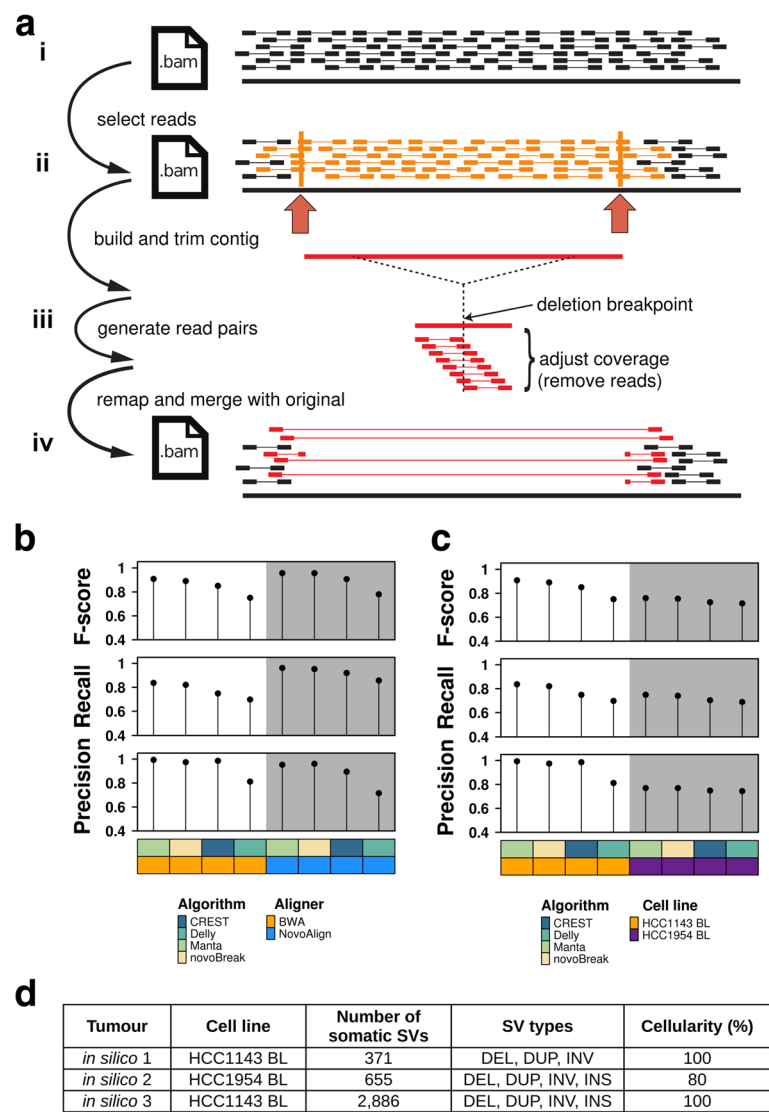 a
i
.bam
select reads
ii
.bam
build and trim contig
deletion breakpoint
iii
generate read pairs
adjust coverage
(remove reads)
remap and merge with original
iv
.bam
b
F-score
1
0.8
0.6
0.4
Recall
1
0.8
0.6
0.4
Precision
1
0.8
0.6
0.4
Algorithm
CREST
Delly
Manta
novoBreak
Aligner
BWA
NovoAlign
c
F-score
1
0.8
0.6
0.4
Recall
1
0.8
0.6
0.4
Precision
1
0.8
0.6
0.4
Algorithm
CREST
Delly
Manta
novoBreak
Cell line
HCC1143 BL
HCC1954 BL
d
Tumour Cell line Number of somatic SVs SV types Cellularity (%)
in silico 1 HCC1143 BL 371 DEL, DUP, INV 100
in silico 2 HCC1954 BL 655 DEL, DUP, INV, INS 80
in silico 3 HCC1143 BL 2,886 DEL, DUP, INV, INS 100